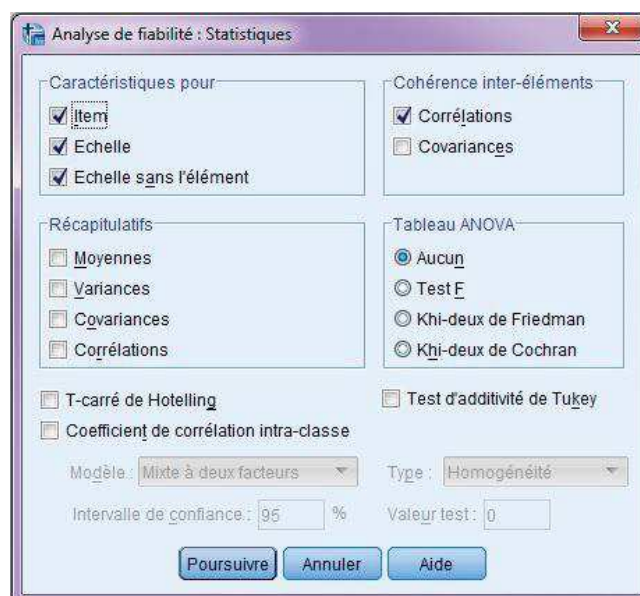 Analyse de fiabilité : Statistiques
Caractéristiques pour
Item
Echelle
Echelle sans l'élément
Cohérence inter-éléments
Corrélations
Covariances
Récapitulatifs
Moyennes
Variances
Covariances
Corrélations
Tableau ANOVA
Aucun
Test F
Khi-deux de Friedman
Khi-deux de Cochran
T-carré de Hotelling
Test d'additivité de Tukey
Coefficient de corrélation intra-classe
Modèle : Mixte à deux facteurs
Type : Homogénéité
Intervalle de confiance : 95 %
Valeur test : 0
Poursuivre Annuler Aide